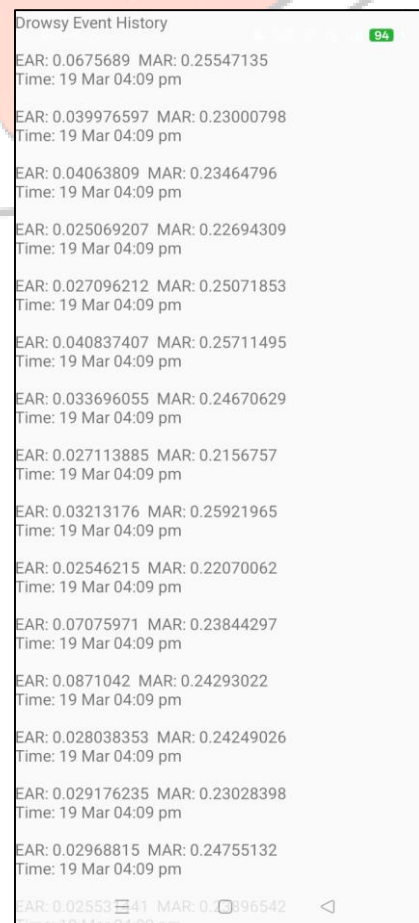 Drowsy Event History
94
EAR: 0.0675689 MAR: 0.25547135
Time: 19 Mar 04:09 pm
EAR: 0.039976597 MAR: 0.23000798
Time: 19 Mar 04:09 pm
EAR: 0.04063809 MAR: 0.23464796
Time: 19 Mar 04:09 pm
EAR: 0.025069207 MAR: 0.22694309
Time: 19 Mar 04:09 pm
EAR: 0.027096212 MAR: 0.25071853
Time: 19 Mar 04:09 pm
EAR: 0.040837407 MAR: 0.25711495
Time: 19 Mar 04:09 pm
EAR: 0.033696055 MAR: 0.24670629
Time: 19 Mar 04:09 pm
EAR: 0.027113885 MAR: 0.2156757
Time: 19 Mar 04:09 pm
EAR: 0.03213176 MAR: 0.25921965
Time: 19 Mar 04:09 pm
EAR: 0.02546215 MAR: 0.22070062
Time: 19 Mar 04:09 pm
EAR: 0.07075971 MAR: 0.23844297
Time: 19 Mar 04:09 pm
EAR: 0.0871042 MAR: 0.24293022
Time: 19 Mar 04:09 pm
EAR: 0.028038353 MAR: 0.24249026
Time: 19 Mar 04:09 pm
EAR: 0.029176235 MAR: 0.23028398
Time: 19 Mar 04:09 pm
EAR: 0.02968815 MAR: 0.24755132
Time: 19 Mar 04:09 pm
EAR: MAR: